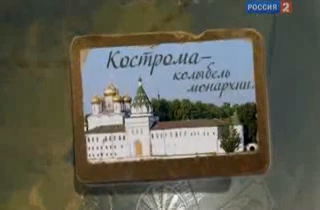 РОССИЯ 2
Кострома –
колыбель
монархии.